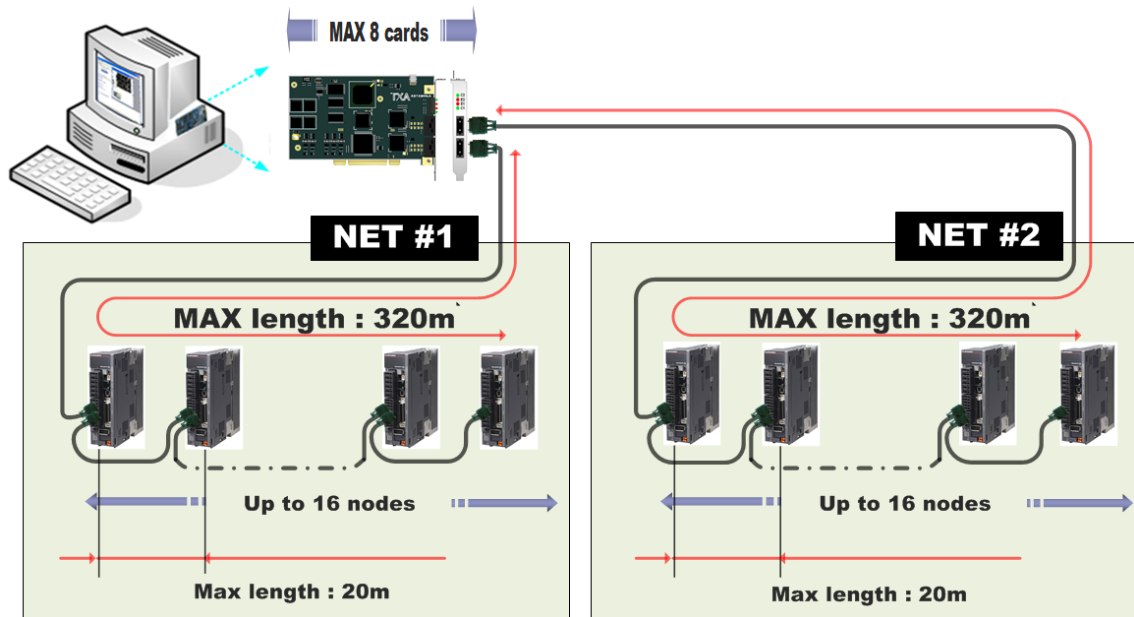 MAX 8 cards
TXA
NET #1
NET #2
MAX length : 320m
MAX length : 320m
Up to 16 nodes
Up to 16 nodes
Max length : 20m
Max length : 20m